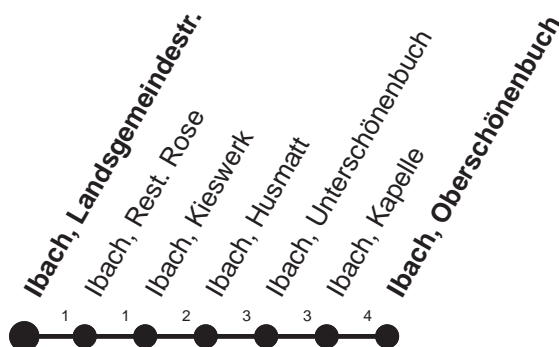 Ibach, Landsgemeindestr.
Ibach, Rest. Rose
Ibach, Kieswerk
Ibach, Husmatt
Ibach, Unterschönenbuch
Ibach, Kapelle
Ibach, Oberschönenbuch
1 1 2 3 3 4